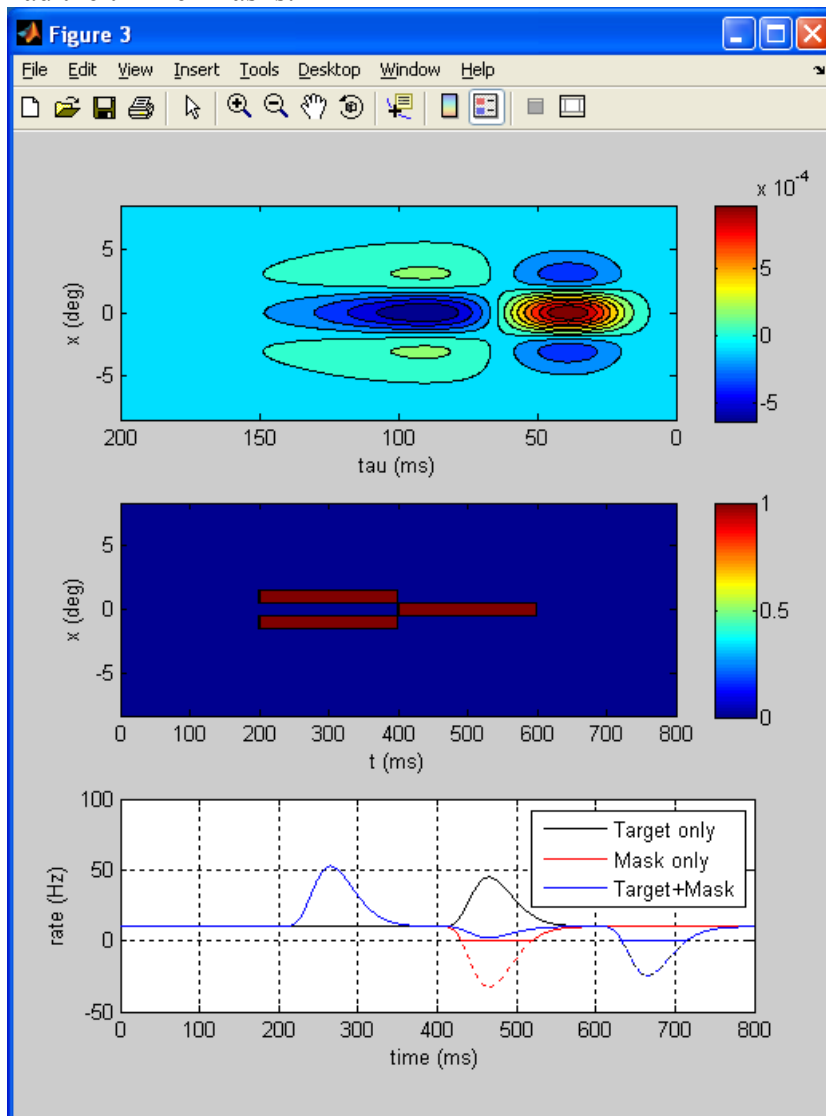 Figure 3
File Edit View Insert Tools Desktop Window Help
x 10-4
5
0
-5
x (deg)
5
0
-5
200 150 100 50 0
tau (ms)
1
0.5
0
x (deg)
5
0
-5
0 100 200 300 400 500 600 700 800
t (ms)
100
50
0
-50
rate (Hz)
Target only
Mask only
Target+Mask
0 100 200 300 400 500 600 700 800
time (ms)